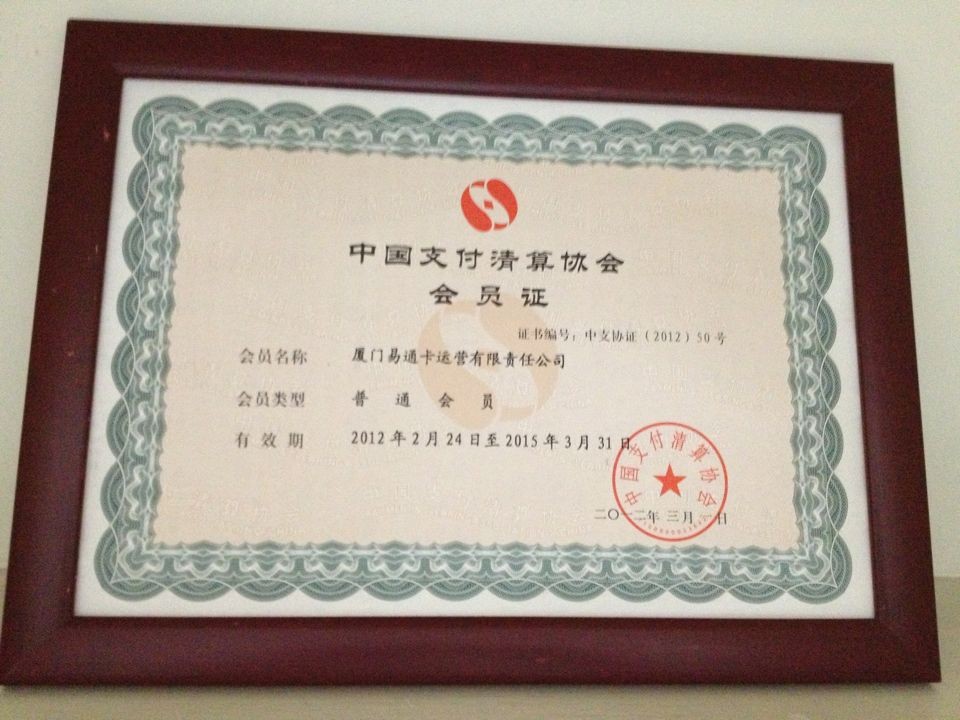 中国支付清算协会
会员证
证书编号：中支协证（2012）50号
会员名称 厦门易通卡运营有限责任公司
会员类型 普通会员
有效期 2012年2月24日至2015年3月31日
中国支付清算协会
二〇一二年三月一日